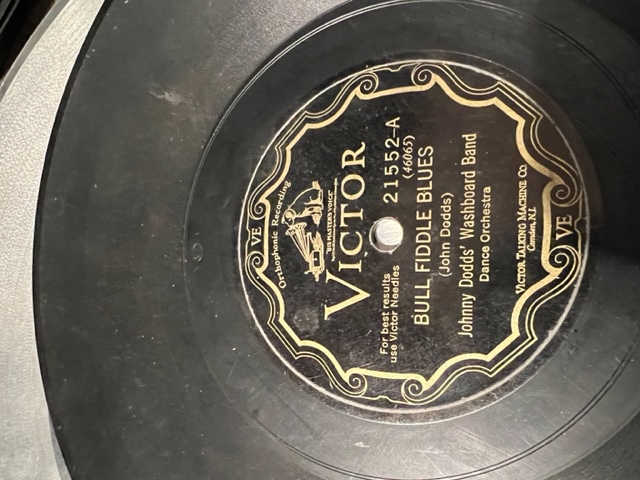 Orthophonic Recording
VE
VE
"HIS MASTER'S VOICE"
VICTOR
For best results
use Victor Needles
21552-A
(46065)
BULL FIDDLE BLUES
(John Dodds)
Johnny Dodds' Washboard Band
Dance Orchestra
VICTOR TALKING MACHINE CO.
Camden, N.J.